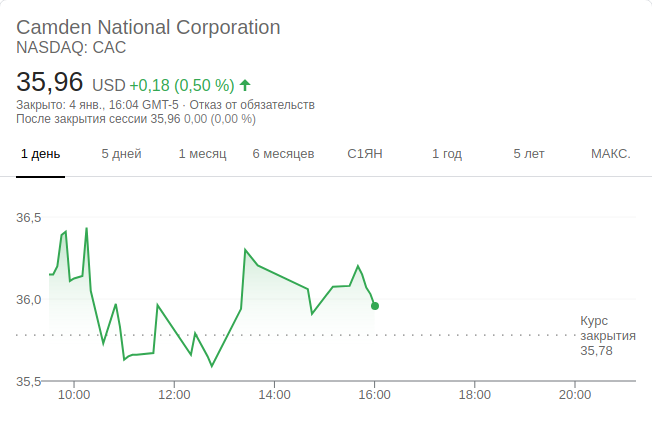 Camden National Corporation
NASDAQ: CAC
35,96 USD +0,18 (0,50 %)
Закрыто: 4 янв., 16:04 GMT-5 · Отказ от обязательств
После закрытия сессии 35,96 0,00 (0,00 %)
1 день 5 дней 1 месяц 6 месяцев С1ЯН 1 год 5 лет МАКС.
36,5
36,0
Курс
закрытия
35,78
35,5
10:00 12:00 14:00 16:00 18:00 20:00